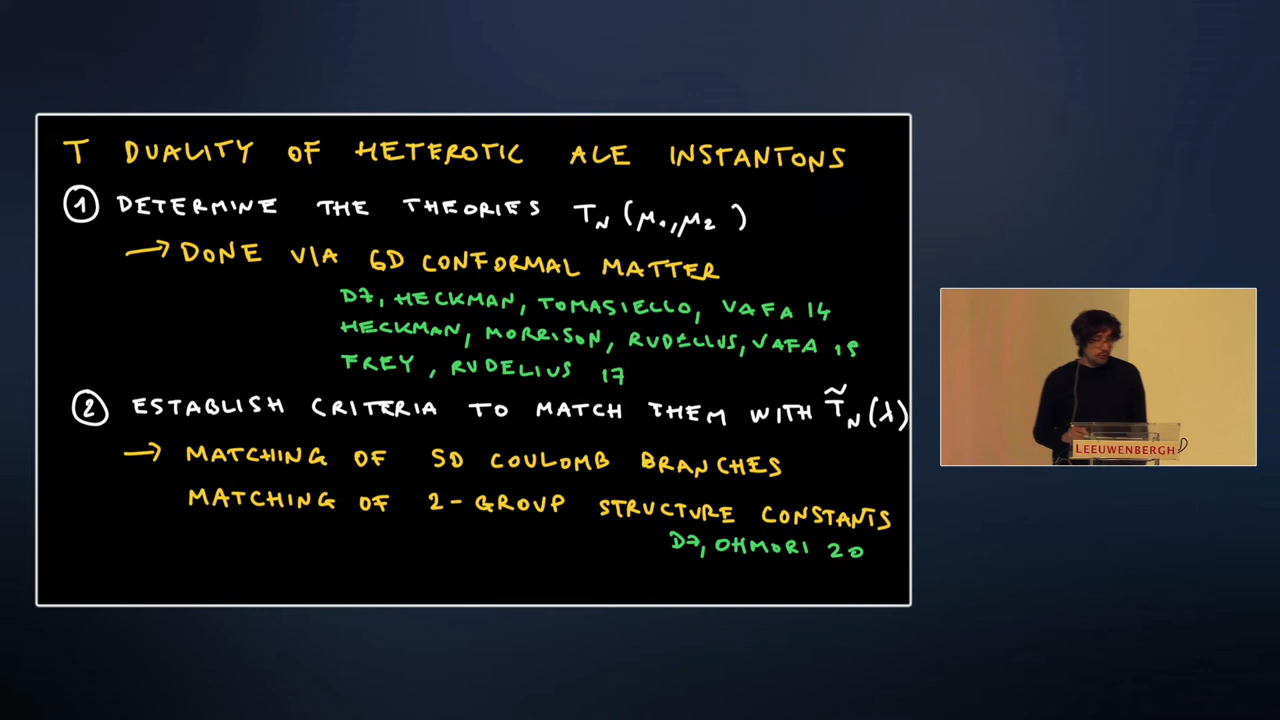 T DUALITY OF HETEROTIC ALE INSTANTONS
① DETERMINE THE THEORIES T_N (μ₁, μ₂)
→ DONE VIA 6D CONFORMAL MATTER
DZ, HECKMAN, TOMASIELLO, VAFA 14
HECKMAN, MORRISON, RUDELIUS, VAFA 15
FREY, RUDELIUS 17
② ESTABLISH CRITERIA TO MATCH THEM WITH T̃_N(λ)
→ MATCHING OF 5D COULOMB BRANCHES
MATCHING OF 2-GROUP STRUCTURE CONSTANTS
DZ, OHMORI 20
LEEUWENBERGH